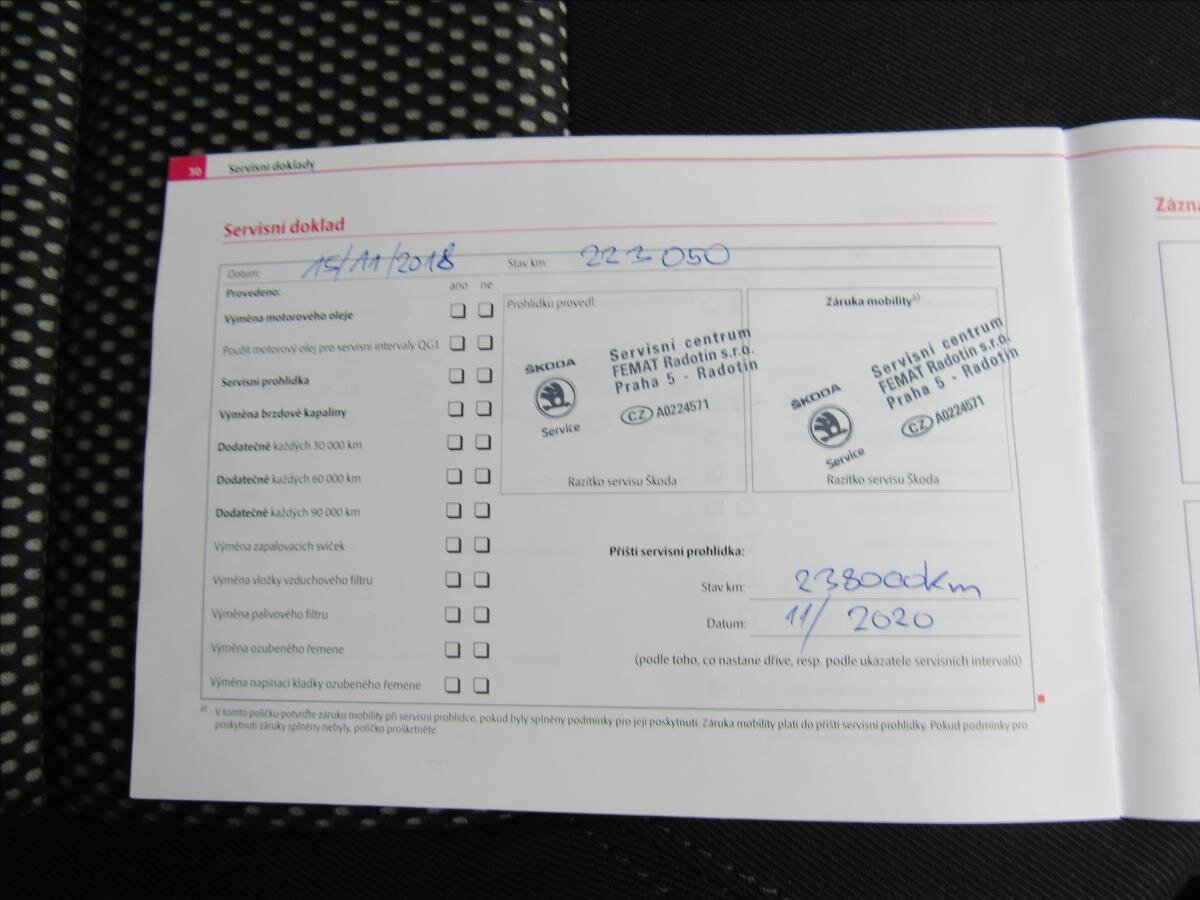 30 Servisní doklady
Servisní doklad
Datum: 15/11/2018 Stav km: 223 050
Provedeno: ano ne
Výměna motorového oleje
Použit motorový olej pro servisní intervaly QG1
Servisní prohlídka
Výměna brzdové kapaliny
Dodatečně každých 30 000 km
Dodatečně každých 60 000 km
Dodatečně každých 90 000 km
Výměna zapalovacích svíček
Výměna vložky vzduchového filtru
Výměna palivového filtru
Výměna ozubeného řemene
Výměna napínací kladky ozubeného řemene
Prohlídku provedl:
ŠKODA
Service
Servisní centrum
FEMAT Radotín s.r.o.
Praha 5 - Radotín
CZ A0224571
Razítko servisu Škoda
Záruka mobility a)
ŠKODA
Service
Servisní centrum
FEMAT Radotín s.r.o.
Praha 5 - Radotín
CZ A0224571
Razítko servisu Škoda
Příští servisní prohlídka:
Stav km: 238000km
Datum: 11/ 2020
(podle toho, co nastane dříve, resp. podle ukazatele servisních intervalů)
a) V tomto políčku potvrďte záruku mobility při servisní prohlídce, pokud byly splněny podmínky pro její poskytnutí. Záruka mobility platí do příští servisní prohlídky. Pokud podmínky pro
poskytnutí záruky splněny nebyly, políčko proškrtněte.